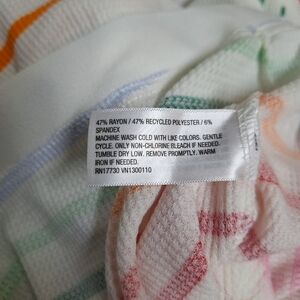 47% RAYON / 47% RECYCLED POLYESTER / 6%
SPANDEX
MACHINE WASH COLD WITH LIKE COLORS. GENTLE
CYCLE. ONLY NON-CHLORINE BLEACH IF NEEDED.
TUMBLE DRY LOW. REMOVE PROMPTLY. WARM
IRON IF NEEDED.
RN17730 VN1300110